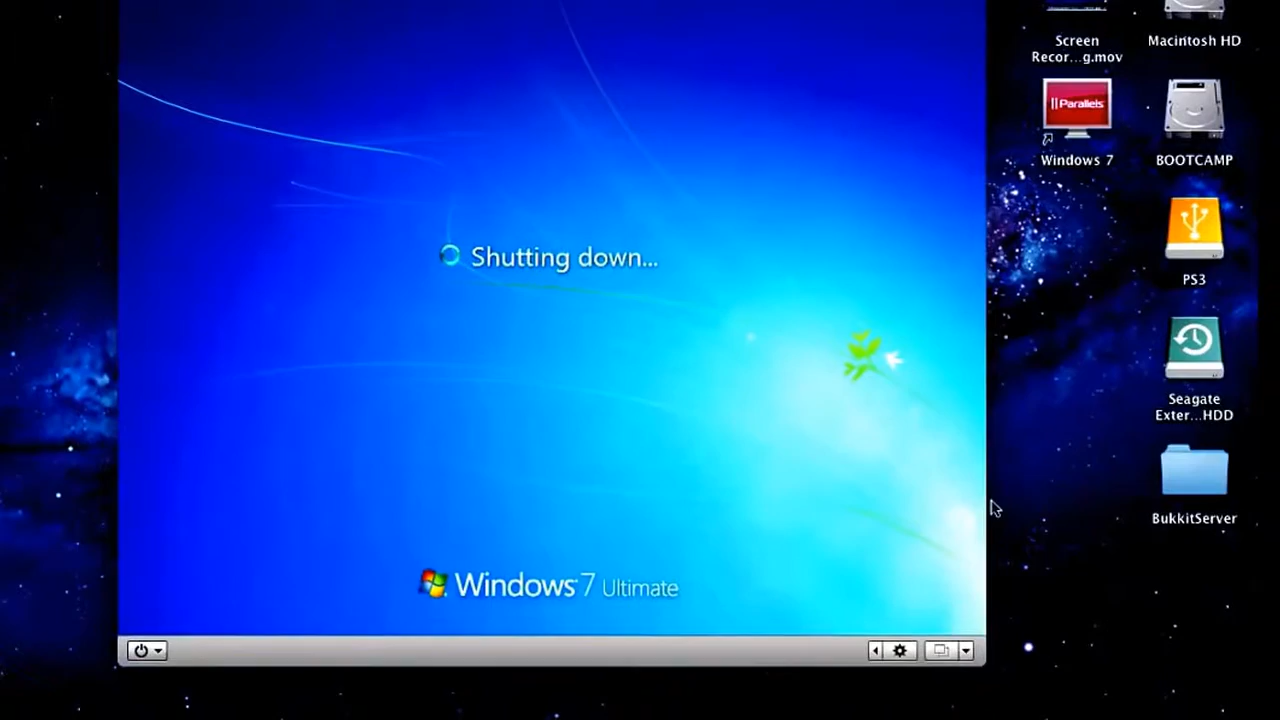 Screen
Recor...g.mov
Macintosh HD
||Parallels
Windows 7
BOOTCAMP
PS3
Shutting down...
Seagate
Exter...HDD
BukkitServer
Windows 7 Ultimate